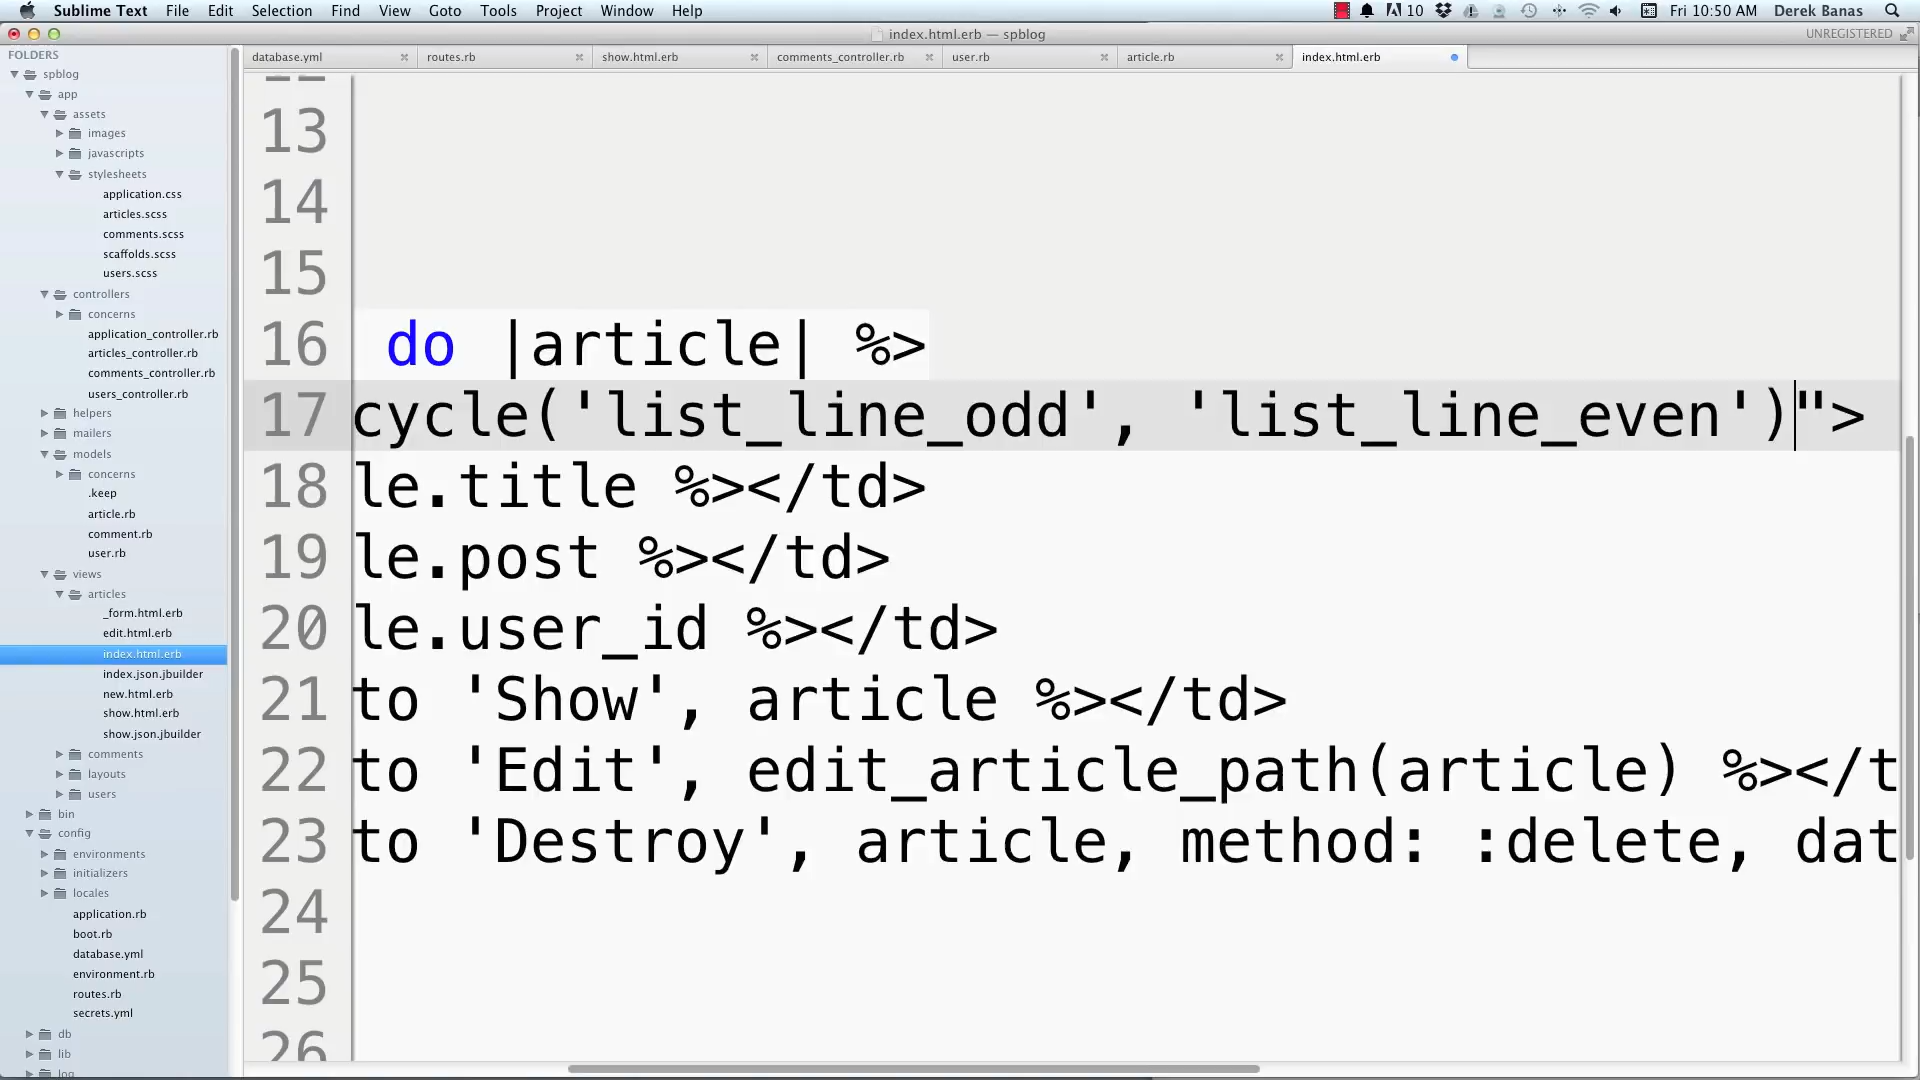 Sublime Text File Edit Selection Find View Goto Tools Project Window Help 10 Fri 10:50 AM Derek Banas
index.html.erb — spblog UNREGISTERED
FOLDERS
database.yml routes.rb show.html.erb comments_controller.rb user.rb article.rb index.html.erb
spblog
app
assets
images
javascripts
stylesheets
application.css
articles.scss
comments.scss
scaffolds.scss
users.scss
controllers
concerns
application_controller.rb
articles_controller.rb
comments_controller.rb
users_controller.rb
helpers
mailers
models
concerns
.keep
article.rb
comment.rb
user.rb
views
articles
_form.html.erb
edit.html.erb
index.html.erb
index.json.jbuilder
new.html.erb
show.html.erb
show.json.jbuilder
comments
layouts
users
bin
config
environments
initializers
locales
application.rb
boot.rb
database.yml
environment.rb
routes.rb
secrets.yml
db
lib
log
13
14
15
16 do |article| %>
17 cycle('list_line_odd', 'list_line_even')">
18 le.title %></td>
19 le.post %></td>
20 le.user_id %></td>
21 to 'Show', article %></td>
22 to 'Edit', edit_article_path(article) %></t
23 to 'Destroy', article, method: :delete, dat
24
25
26